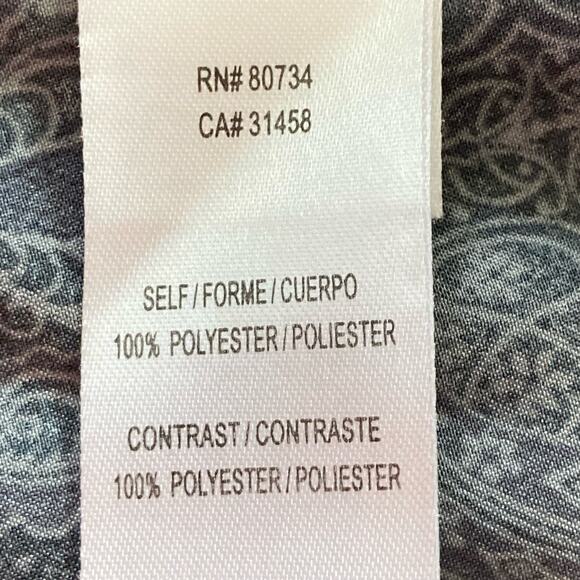 RN# 80734
CA# 31458
SELF / FORME / CUERPO
100% POLYESTER / POLIESTER
CONTRAST / CONTRASTE
100% POLYESTER / POLIESTER